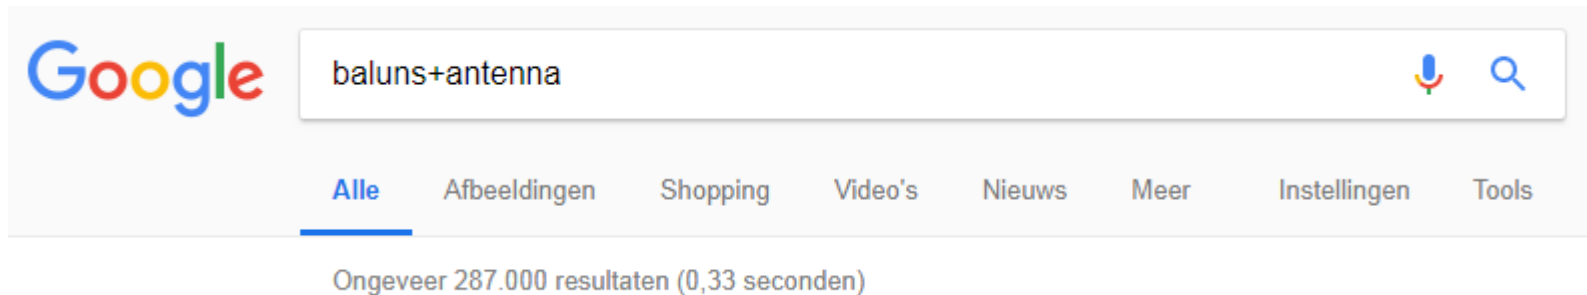 Google baluns+antenna
Alle Afbeeldingen Shopping Video's Nieuws Meer Instellingen Tools
Ongeveer 287.000 resultaten (0,33 seconden)